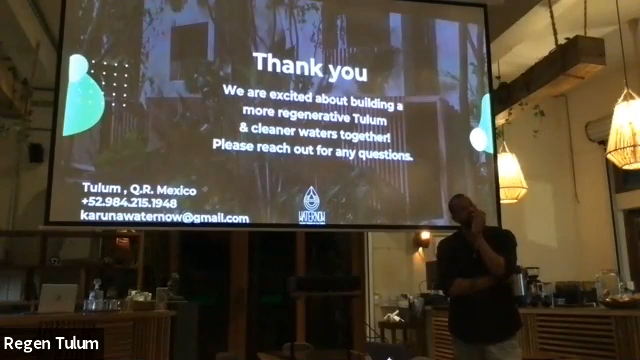 Thank you
We are excited about building a
more regenerative Tulum
& cleaner waters together!
Please reach out for any questions.
Tulum , Q.R. Mexico
+52.984.215.1948
karunawaternow@gmail.com
WATERNOW
Regen Tulum